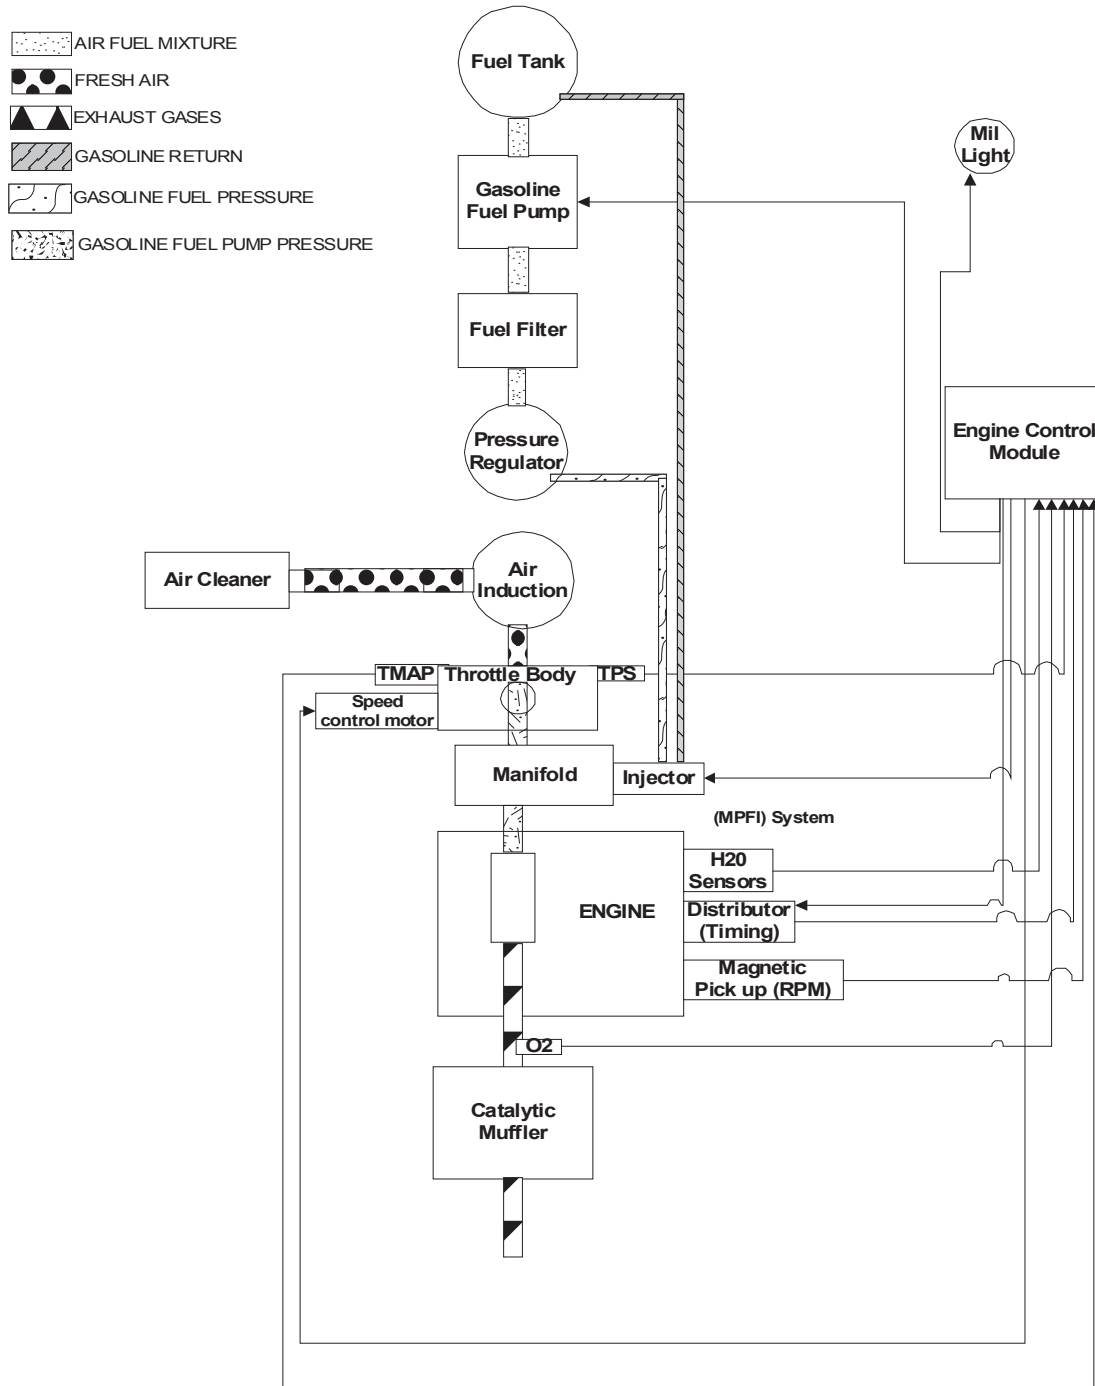 AIR FUEL MIXTURE
FRESH AIR
EXHAUST GASES
GASOLINE RETURN
GASOLINE FUEL PRESSURE
GASOLINE FUEL PUMP PRESSURE
Fuel Tank
Mil
Light
Gasoline
Fuel Pump
Fuel Filter
Pressure
Regulator
Engine Control
Module
Air Cleaner
Air
Induction
TMAP
Throttle Body
TPS
Speed
control motor
Manifold
Injector
(MPFI) System
H20
Sensors
ENGINE
Distributor
(Timing)
Magnetic
Pick up (RPM)
O2
Catalytic
Muffler